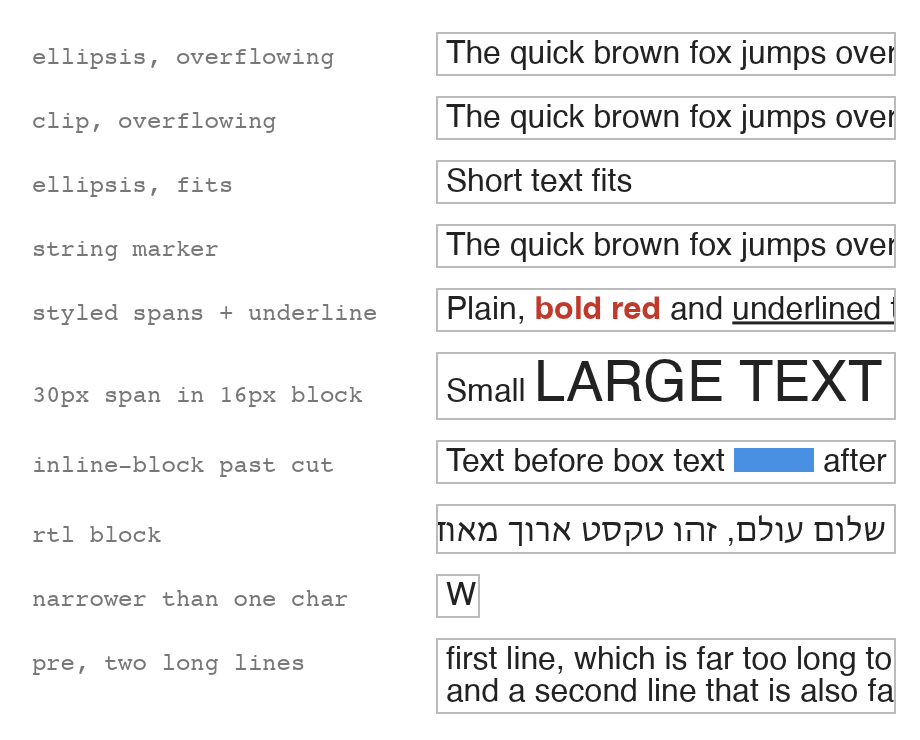 ellipsis, overflowing The quick brown fox jumps over
clip, overflowing The quick brown fox jumps over
ellipsis, fits Short text fits
string marker The quick brown fox jumps over
styled spans + underline Plain, bold red and underlined t
30px span in 16px block Small LARGE TEXT
inline-block past cut Text before box text after
rtl block שלום עולם, זהו טקסט ארוך מאוד
narrower than one char W
pre, two long lines first line, which is far too long to
and a second line that is also fa